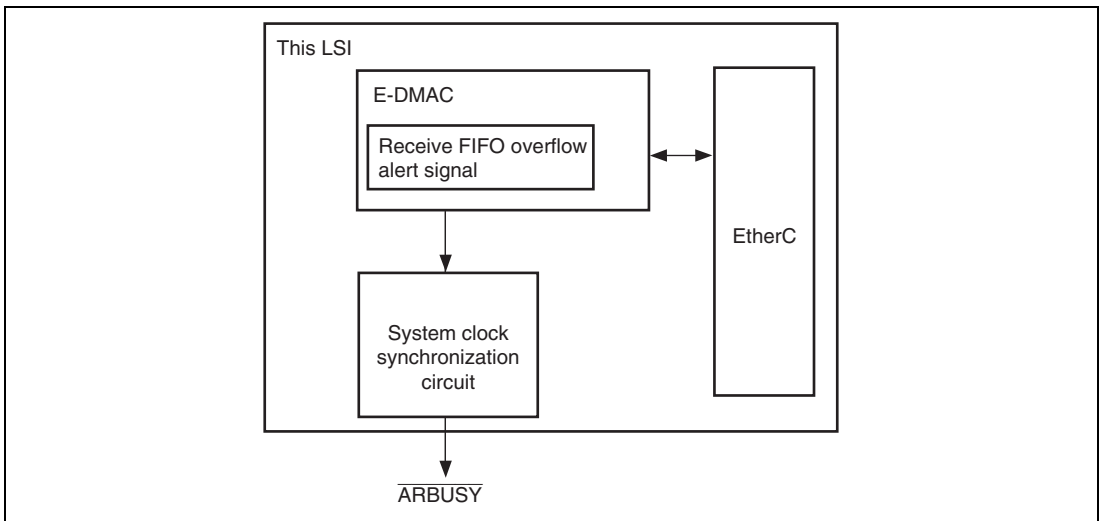 This LSI
E-DMAC
Receive FIFO overflow
alert signal
EtherC
System clock
synchronization
circuit
ARBUSY